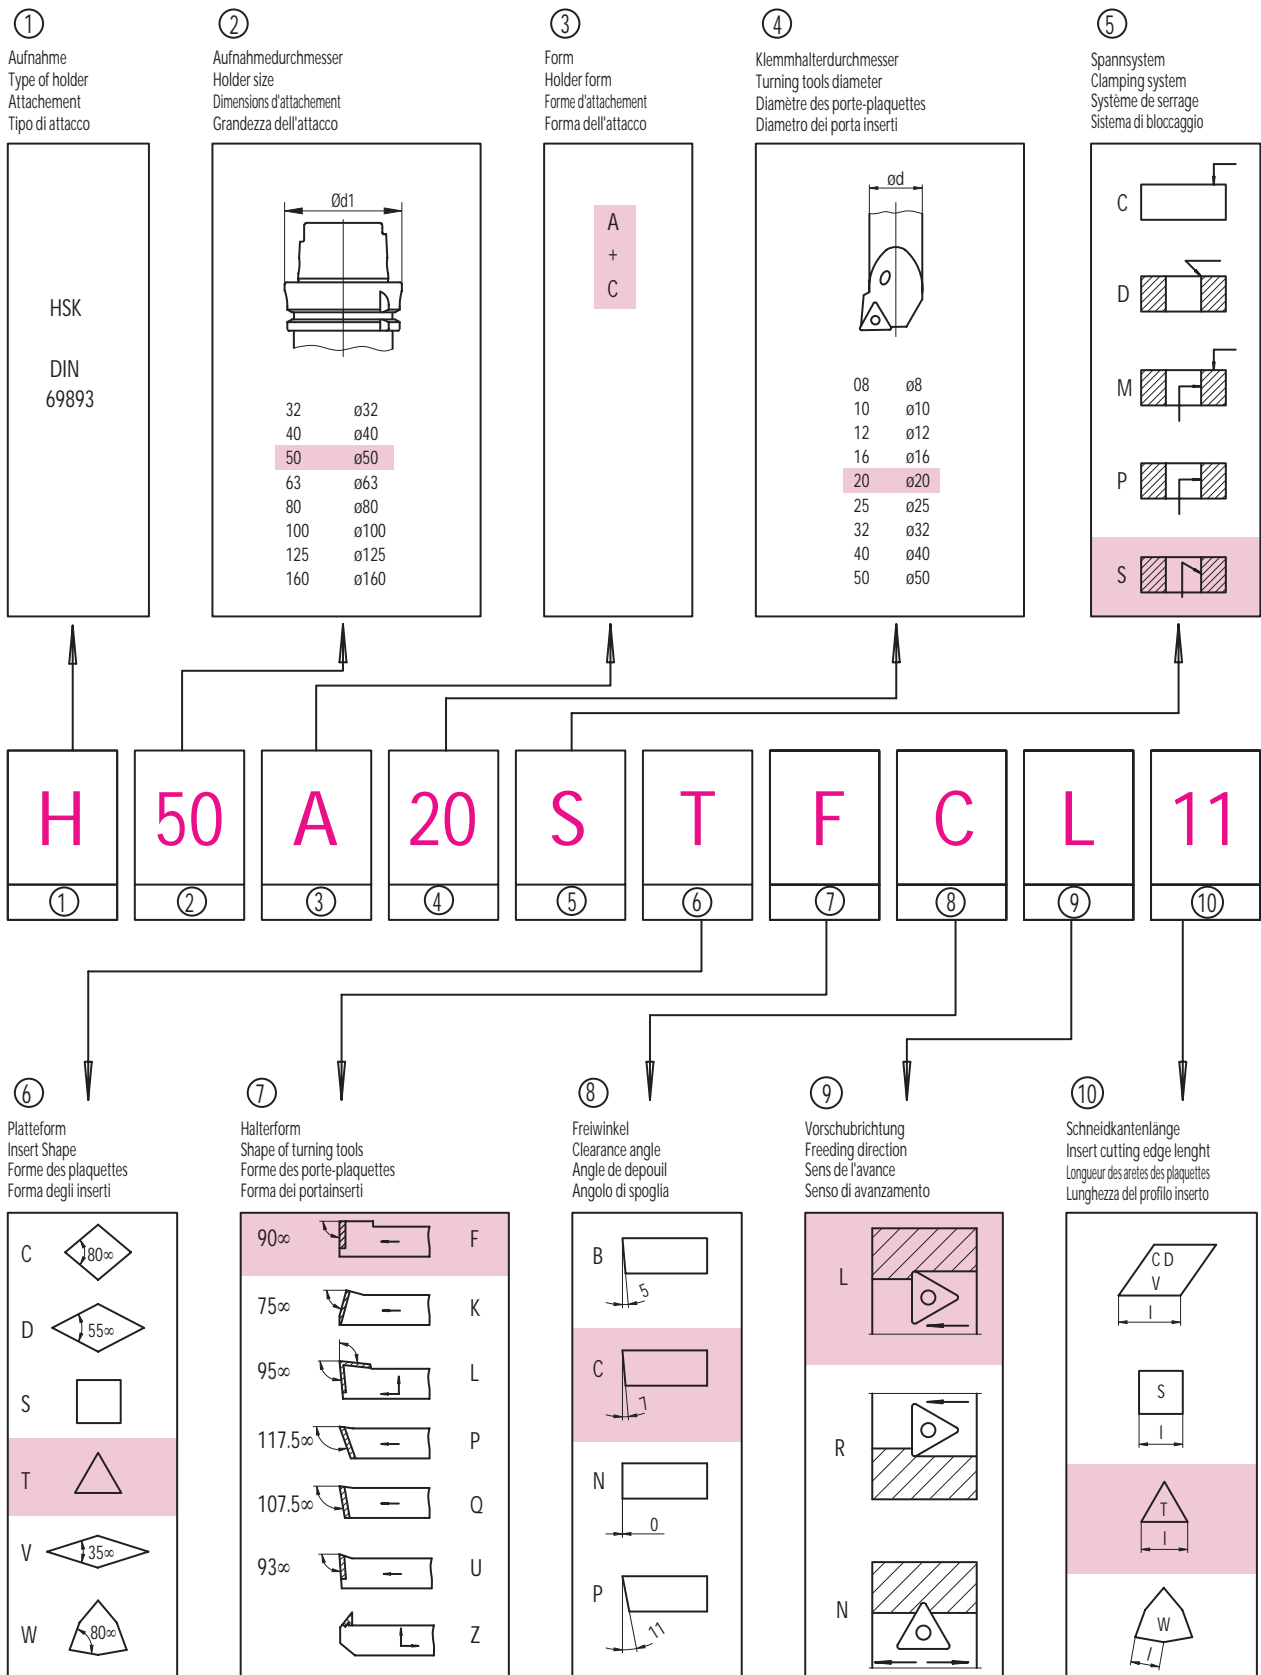 1
Aufnahme
Type of holder
Attachement
Tipo di attacco
HSK
DIN
69893
2
Aufnahmedurchmesser
Holder size
Dimensions d'attachement
Grandezza dell'attacco
Ød1
32 ø32
40 ø40
50 ø50
63 ø63
80 ø80
100 ø100
125 ø125
160 ø160
3
Form
Holder form
Forme d'attachement
Forma dell'attacco
A
+
C
4
Klemmhalterdurchmesser
Turning tools diameter
Diamètre des porte-plaquettes
Diametro dei porta inserti
ød
08 ø8
10 ø10
12 ø12
16 ø16
20 ø20
25 ø25
32 ø32
40 ø40
50 ø50
5
Spannsystem
Clamping system
Système de serrage
Sistema di bloccaggio
C
D
M
P
S
H 50 A 20 S T F C L 11
1 2 3 4 5 6 7 8 9 10
6
Platteform
Insert Shape
Forme des plaquettes
Forma degli inserti
C 80∞
D 55∞
S
T
V 35∞
W 80∞
7
Halterform
Shape of turning tools
Forme des porte-plaquettes
Forma dei portainserti
90∞ F
75∞ K
95∞ L
117.5∞ P
107.5∞ Q
93∞ U
Z
8
Freiwinkel
Clearance angle
Angle de depouil
Angolo di spoglia
B
5
C
7
N
0
P
11
9
Vorschubrichtung
Freeding direction
Sens de l'avance
Senso di avanzamento
L
R
N
10
Schneidkantenlänge
Insert cutting edge lenght
Longueur des aretes des plaquettes
Lunghezza del profilo inserto
C D
V
l
S
l
T
l
W
l